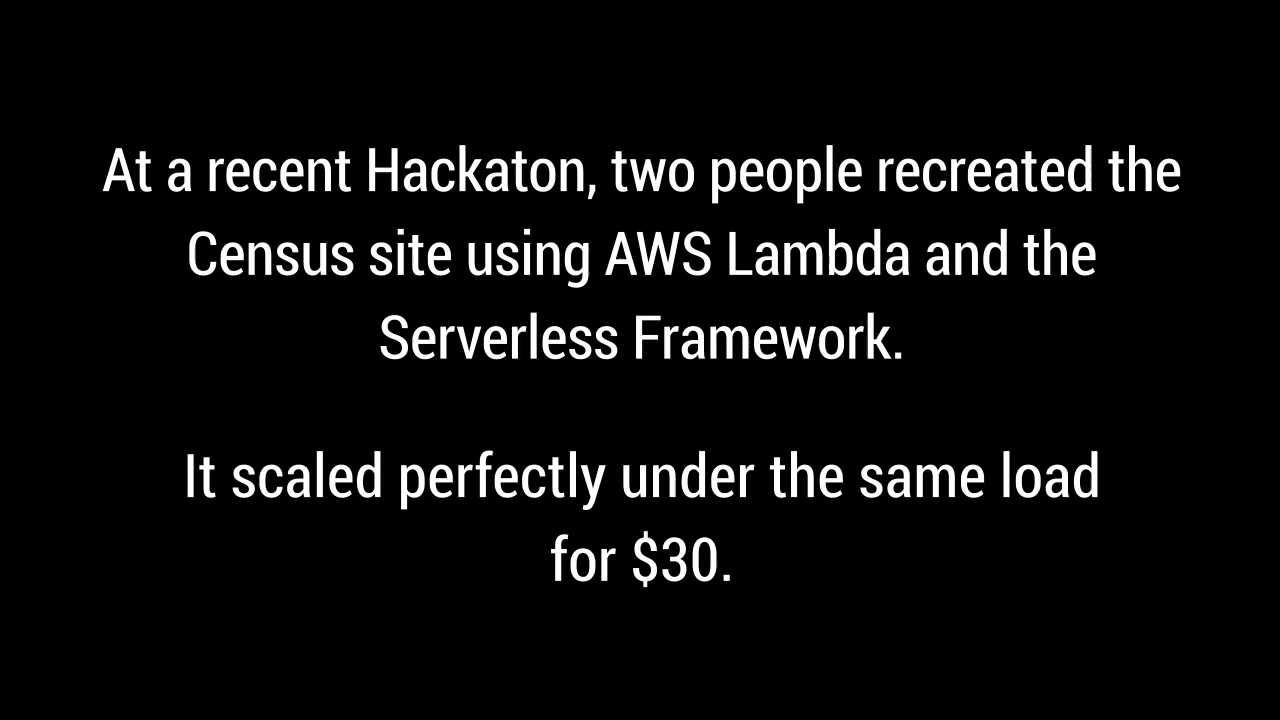 At a recent Hackaton, two people recreated the
Census site using AWS Lambda and the
Serverless Framework.
It scaled perfectly under the same load
for $30.